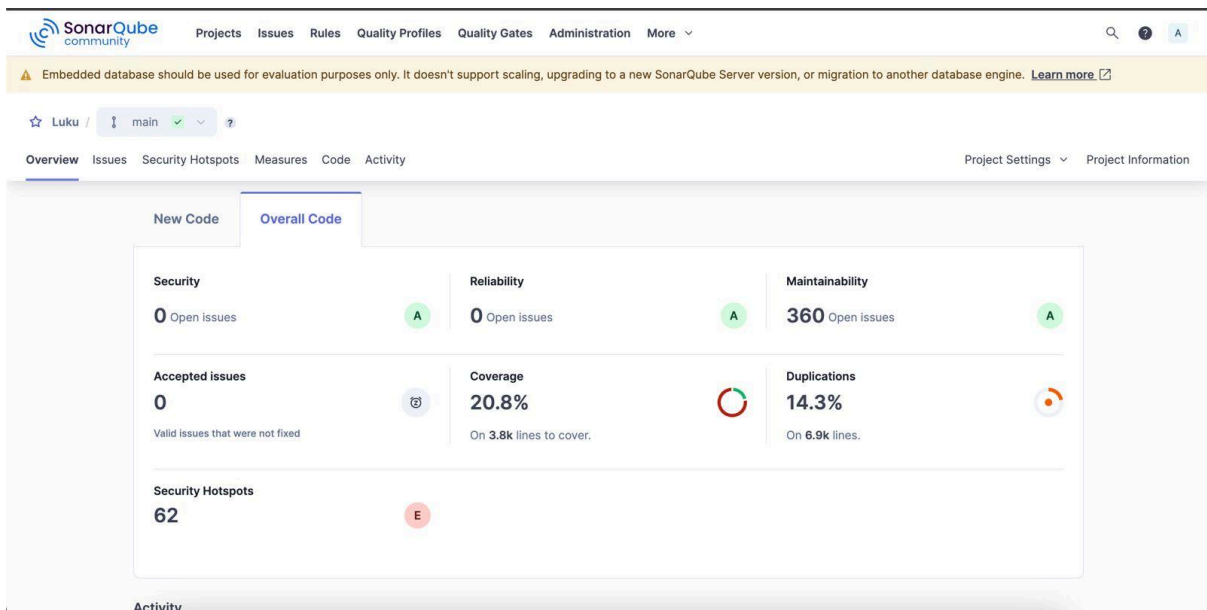 SonarQube
community
Projects Issues Rules Quality Profiles Quality Gates Administration More
? A
Embedded database should be used for evaluation purposes only. It doesn't support scaling, upgrading to a new SonarQube Server version, or migration to another database engine. Learn more
Luku / main ?
Overview Issues Security Hotspots Measures Code Activity Project Settings Project Information
New Code Overall Code
Security Reliability Maintainability
0 Open issues A 0 Open issues A 360 Open issues A
Accepted issues Coverage Duplications
0 20.8% 14.3%
Valid issues that were not fixed On 3.8k lines to cover. On 6.9k lines.
Security Hotspots
62 E
Activity